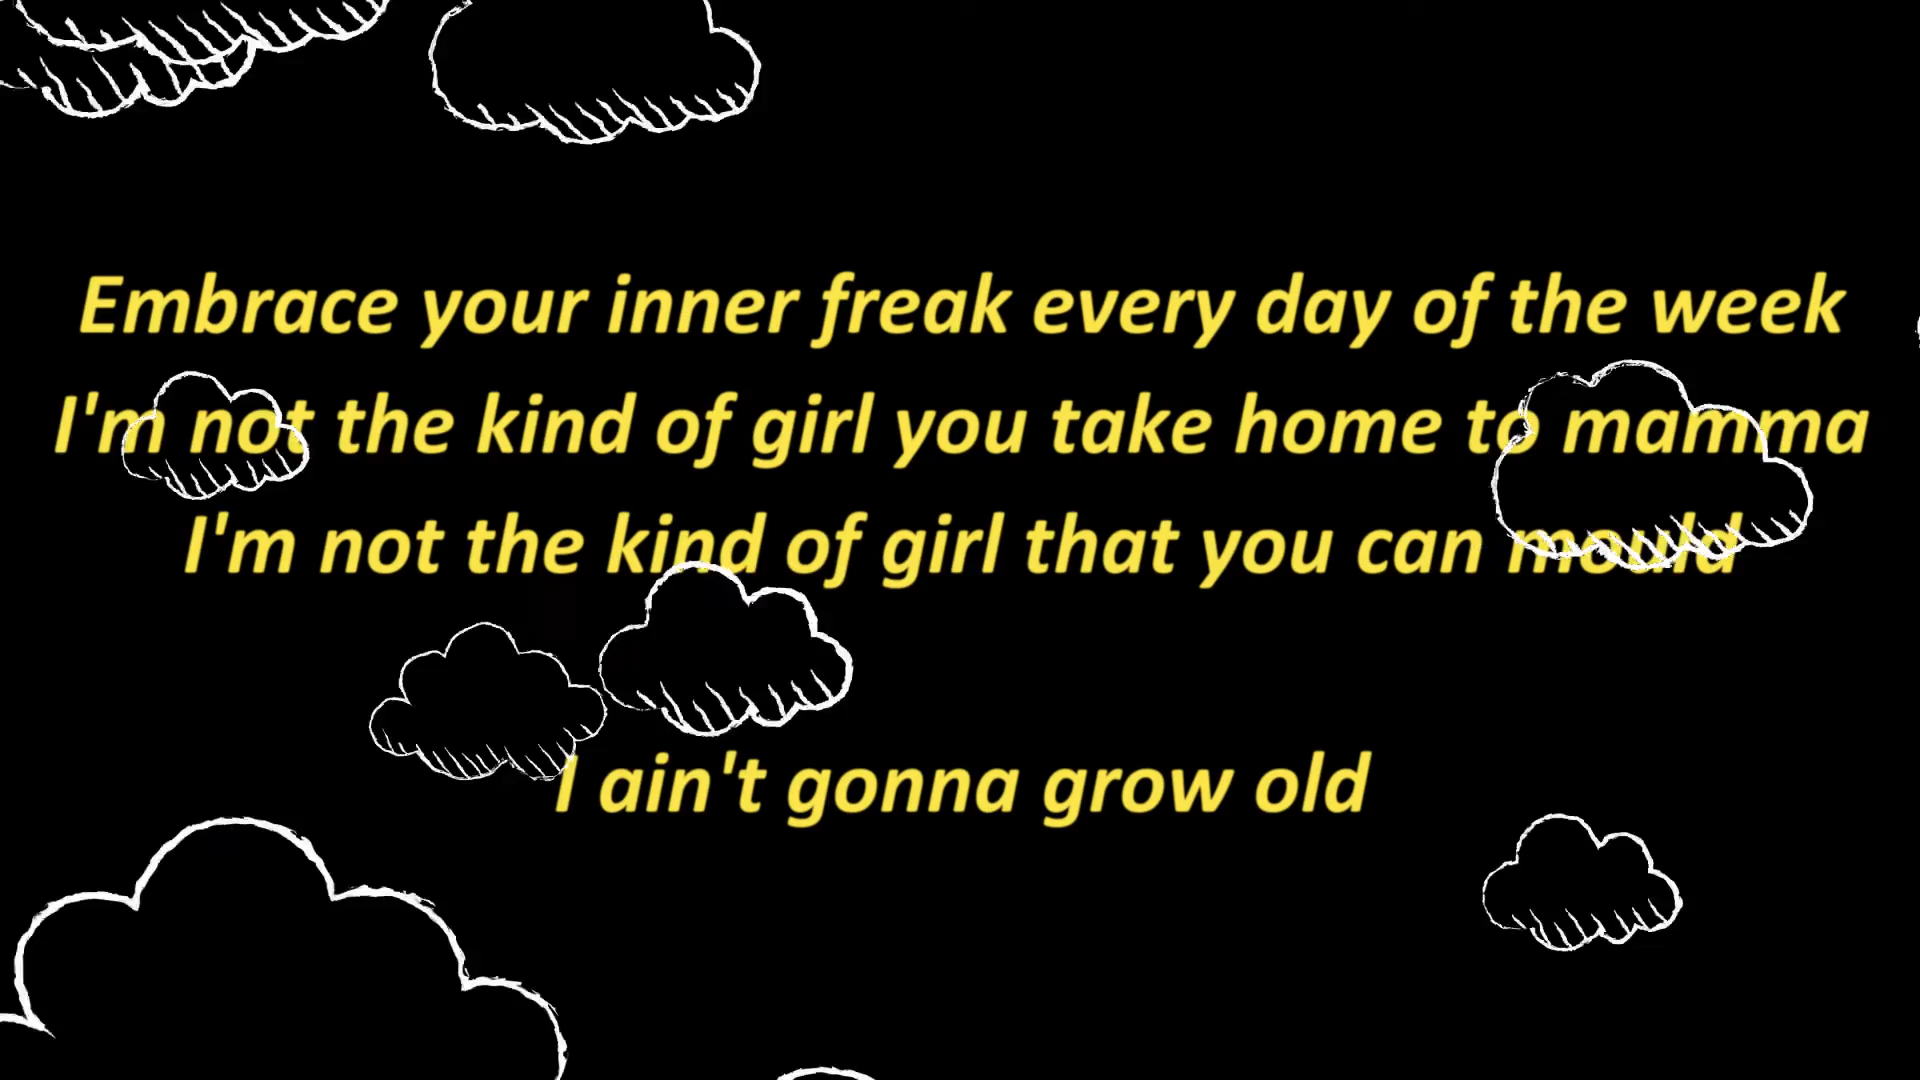 Embrace your inner freak every day of the week
I'm not the kind of girl you take home to mamma
I'm not the kind of girl that you can mould
I ain't gonna grow old